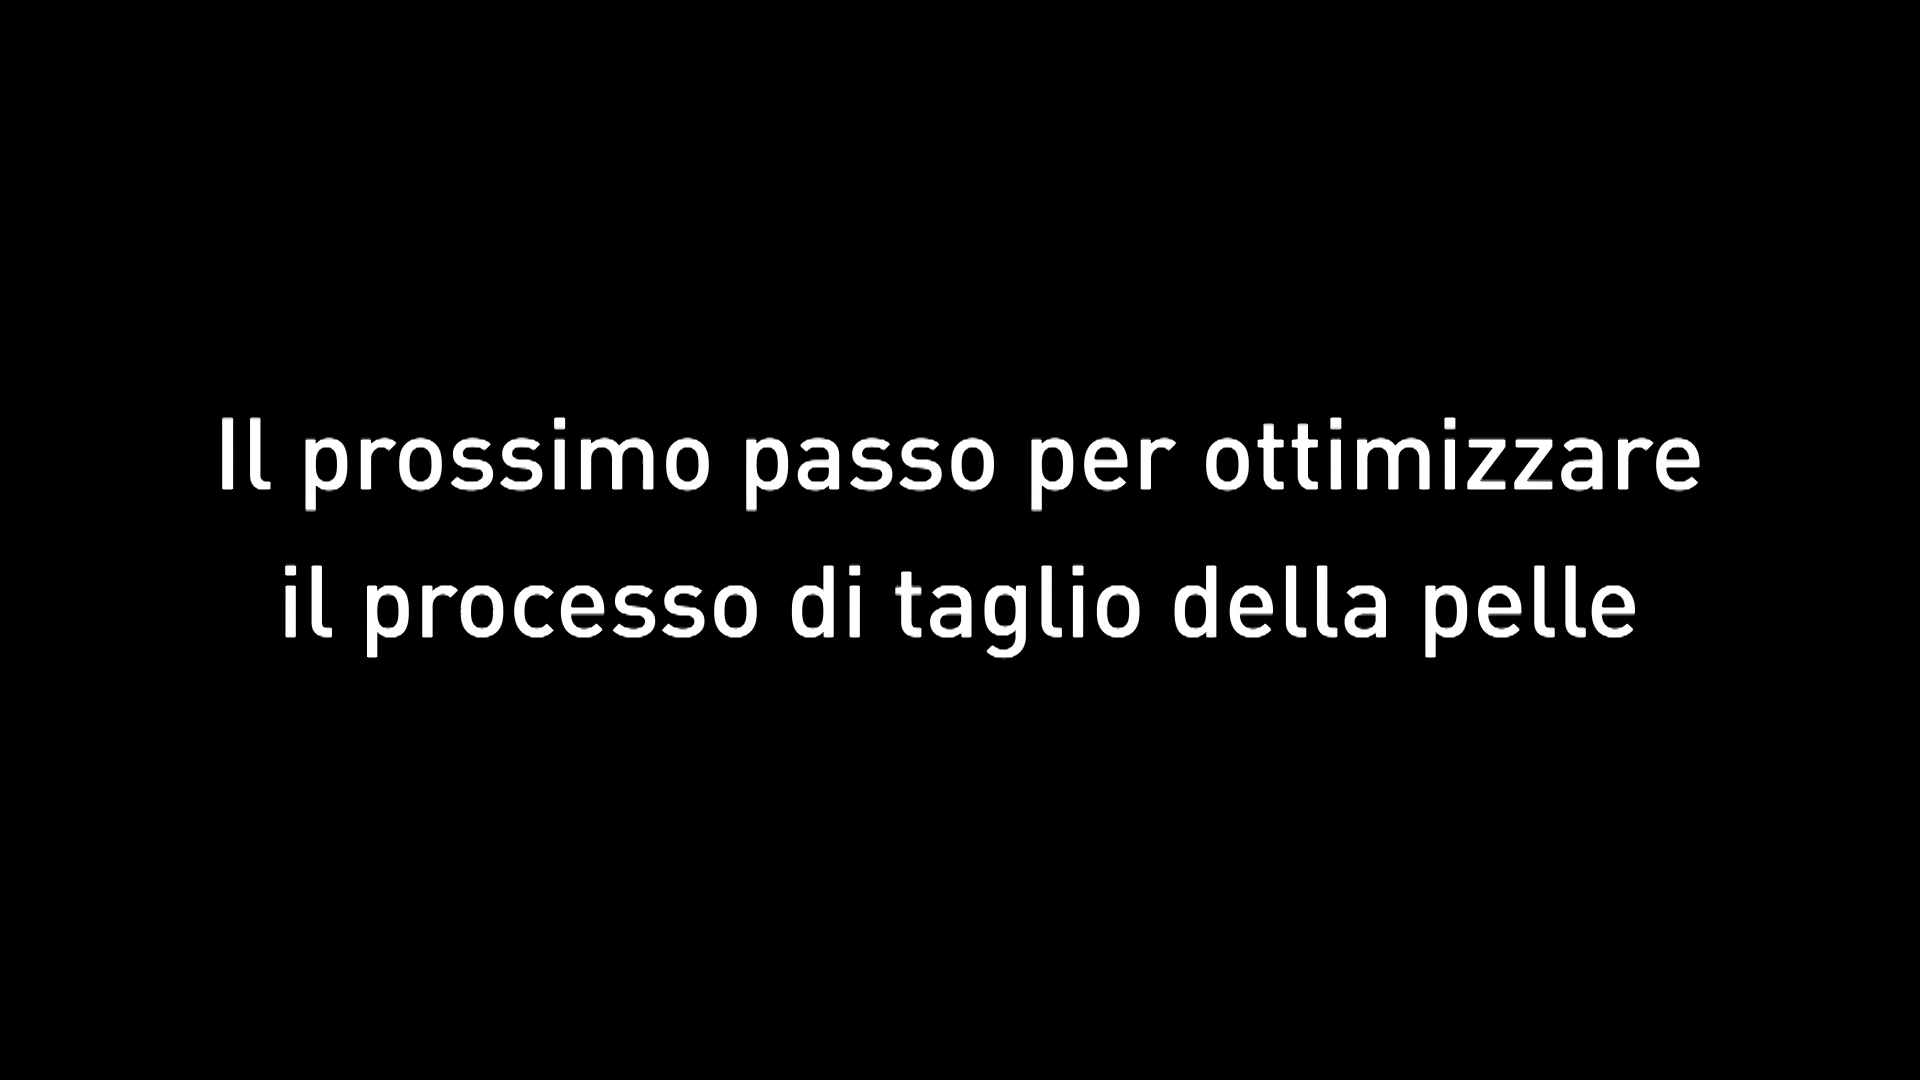 Il prossimo passo per ottimizzare
il processo di taglio della pelle